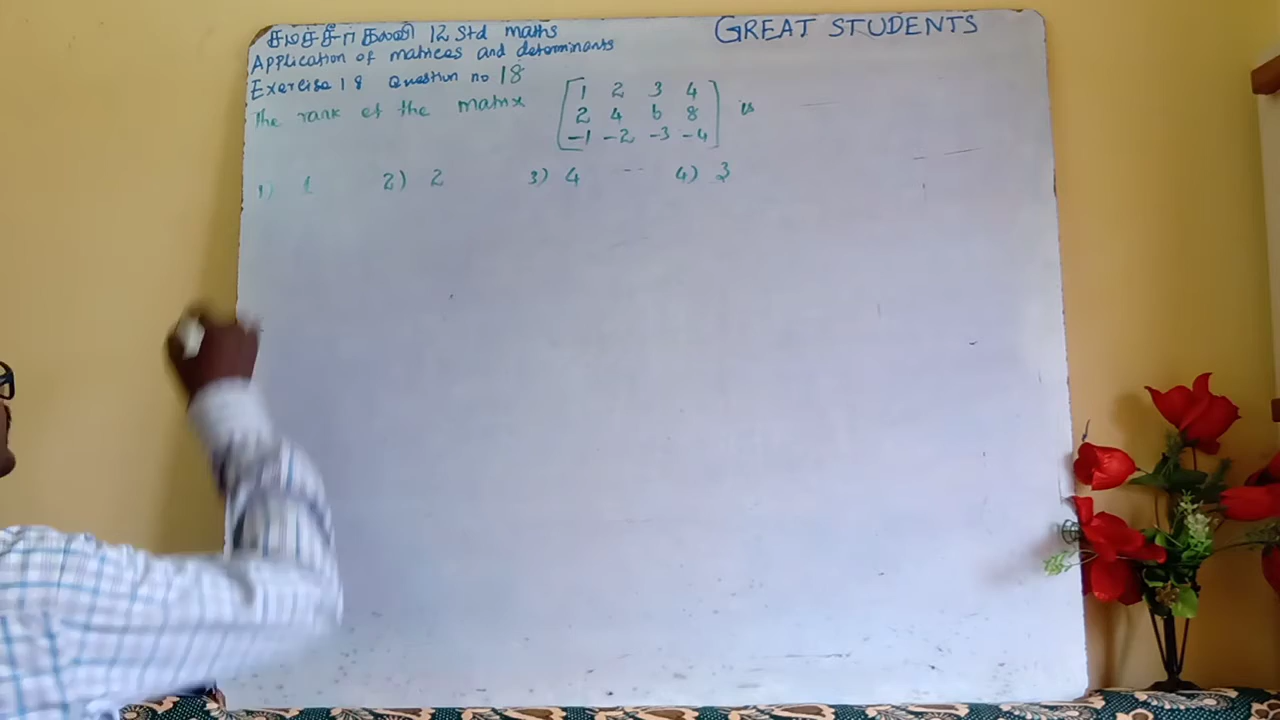 சமச்சீர் கல்வி 12 Std maths
GREAT STUDENTS
Application of matrices and determinants
Exercise 1 8 Question no 18
The rank of the matrix [1 2 3 4
2 4 6 8
-1 -2 -3 -4] is
1) 1 2) 2 3) 4 4) 3